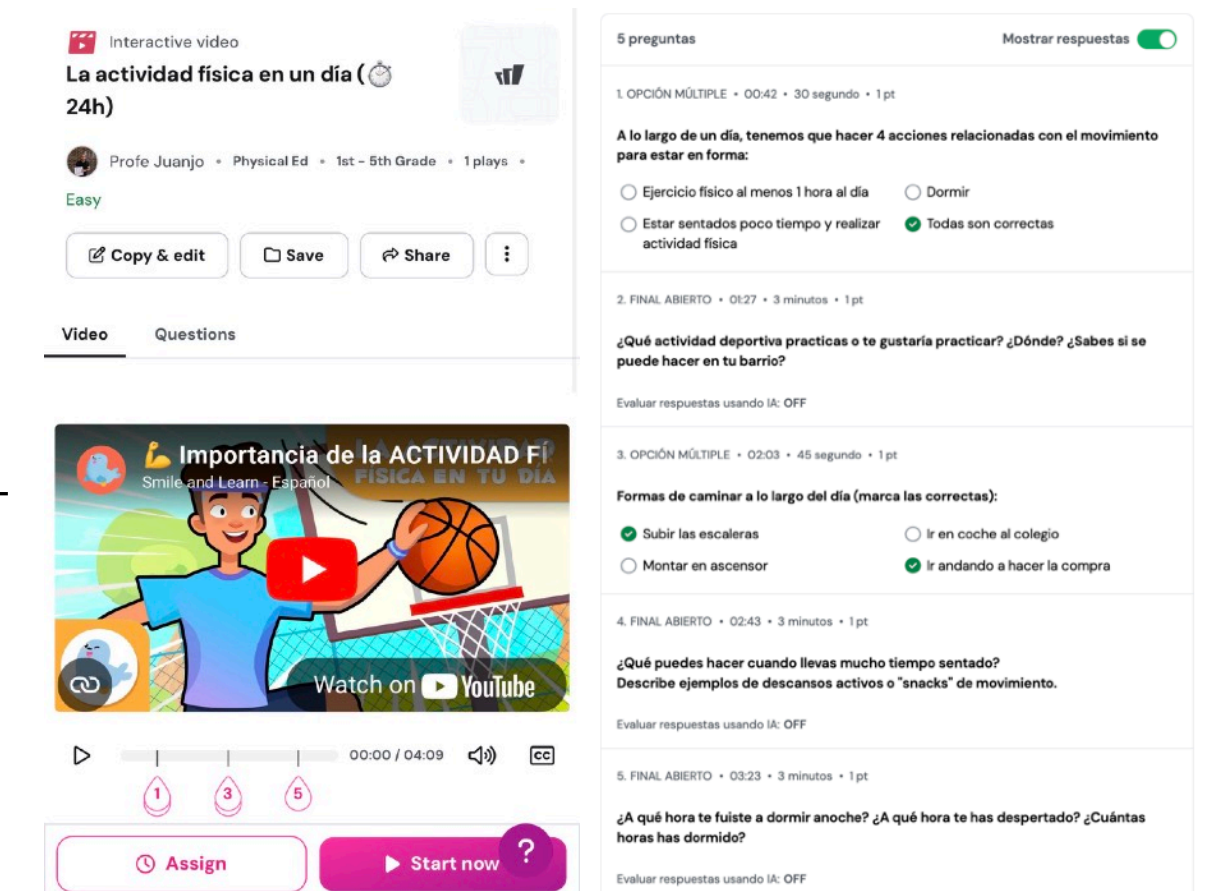 Interactive video
La actividad física en un día (⏱
24h)
Profe Juanjo • Physical Ed • 1st - 5th Grade • 1 plays •
Easy
Copy & edit
Save
Share
Video
Questions
💪 Importancia de la ACTIVIDAD FÍ
Smile and Learn - Español
FÍSICA EN TU DÍA
Watch on YouTube
00:00 / 04:09
CC
1
3
5
Assign
Start now
?
5 preguntas
Mostrar respuestas
1. OPCIÓN MÚLTIPLE • 00:42 • 30 segundo • 1 pt
A lo largo de un día, tenemos que hacer 4 acciones relacionadas con el movimiento
para estar en forma:
Ejercicio físico al menos 1 hora al día
Dormir
Estar sentados poco tiempo y realizar
actividad física
Todas son correctas
2. FINAL ABIERTO • 01:27 • 3 minutos • 1 pt
¿Qué actividad deportiva practicas o te gustaría practicar? ¿Dónde? ¿Sabes si se
puede hacer en tu barrio?
Evaluar respuestas usando IA: OFF
3. OPCIÓN MÚLTIPLE • 02:03 • 45 segundo • 1 pt
Formas de caminar a lo largo del día (marca las correctas):
Subir las escaleras
Ir en coche al colegio
Montar en ascensor
Ir andando a hacer la compra
4. FINAL ABIERTO • 02:43 • 3 minutos • 1 pt
¿Qué puedes hacer cuando llevas mucho tiempo sentado?
Describe ejemplos de descansos activos o "snacks" de movimiento.
Evaluar respuestas usando IA: OFF
5. FINAL ABIERTO • 03:23 • 3 minutos • 1 pt
¿A qué hora te fuiste a dormir anoche? ¿A qué hora te has despertado? ¿Cuántas
horas has dormido?
Evaluar respuestas usando IA: OFF